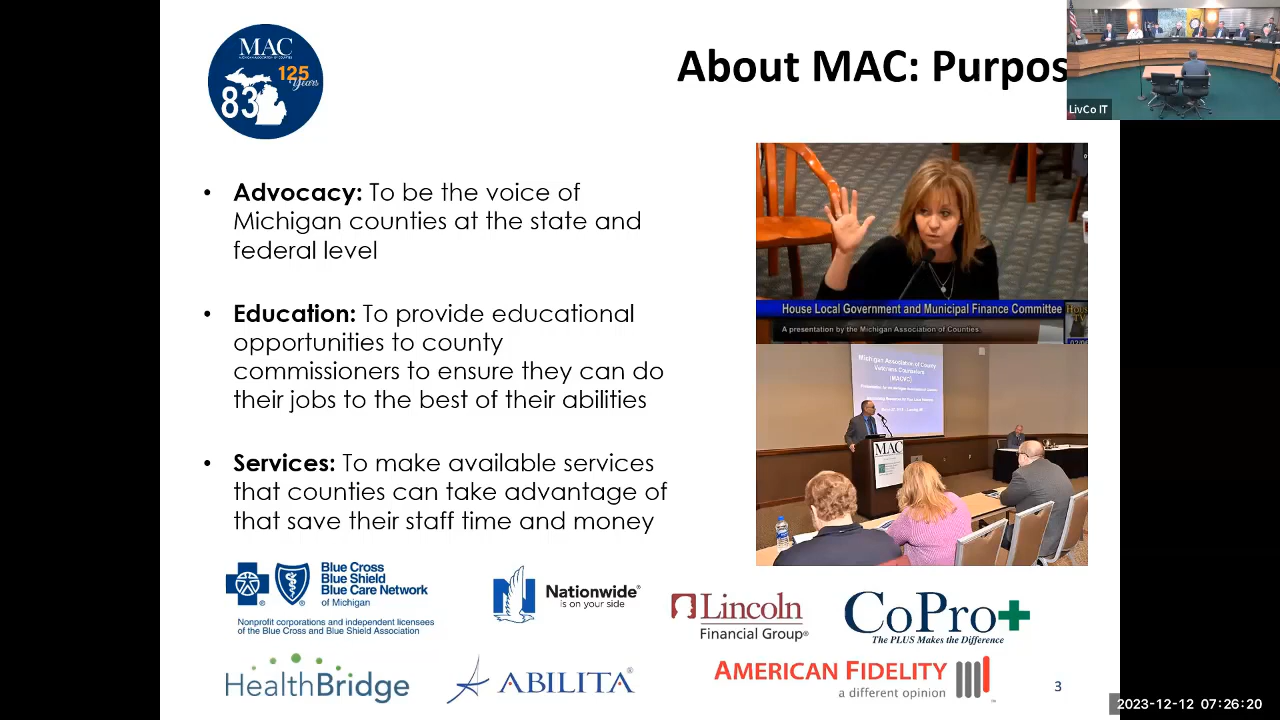 MAC
MICHIGAN ASSOCIATION OF COUNTIES
125
Years
83
About MAC: Purpos
LivCo IT
• Advocacy: To be the voice of
Michigan counties at the state and
federal level
• Education: To provide educational
opportunities to county
commissioners to ensure they can do
their jobs to the best of their abilities
• Services: To make available services
that counties can take advantage of
that save their staff time and money
House Local Government and Municipal Finance Committee
A presentation by the Michigan Association of Counties.
Michigan Association of County
Veterans Counselors
(MACVC)
MAC
Blue Cross
Blue Shield
Blue Care Network
of Michigan
Nonprofit corporations and independent licensees
of the Blue Cross and Blue Shield Association
Nationwide®
is on your side
Lincoln
Financial Group®
CoPro+
The PLUS Makes the Difference
HealthBridge
ABILITA®
AMERICAN FIDELITY
a different opinion
3
2023-12-12 07:26:20